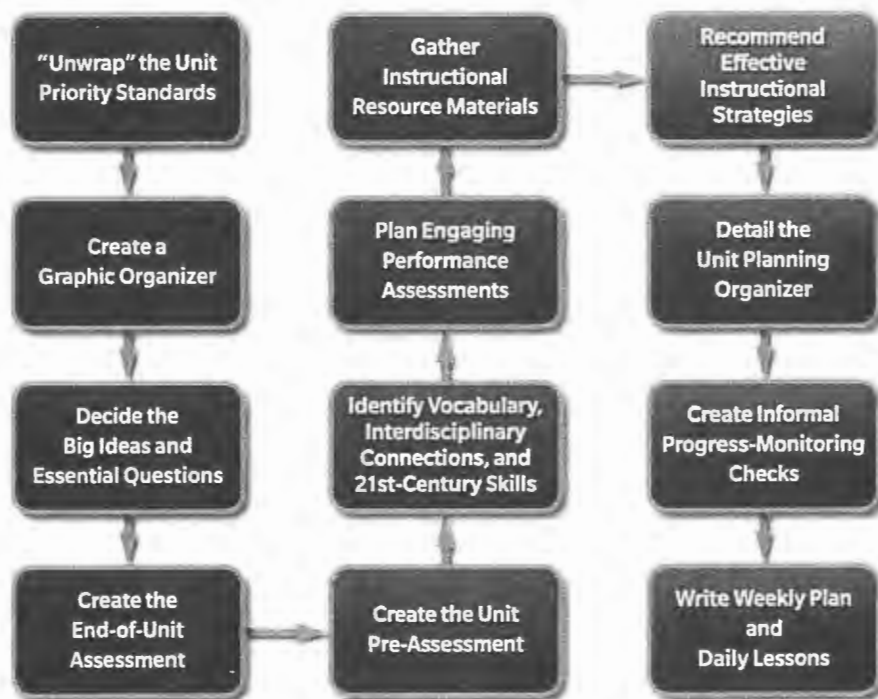 "Unwrap" the Unit
Priority Standards
Create a
Graphic Organizer
Decide the
Big Ideas and
Essential Questions
Create the
End-of-Unit
Assessment
Create the Unit
Pre-Assessment
Identify Vocabulary,
Interdisciplinary
Connections, and
21st-Century Skills
Plan Engaging
Performance
Assessments
Gather
Instructional
Resource Materials
Recommend
Effective
Instructional
Strategies
Detail the
Unit Planning
Organizer
Create Informal
Progress-Monitoring
Checks
Write Weekly Plan
and
Daily Lessons